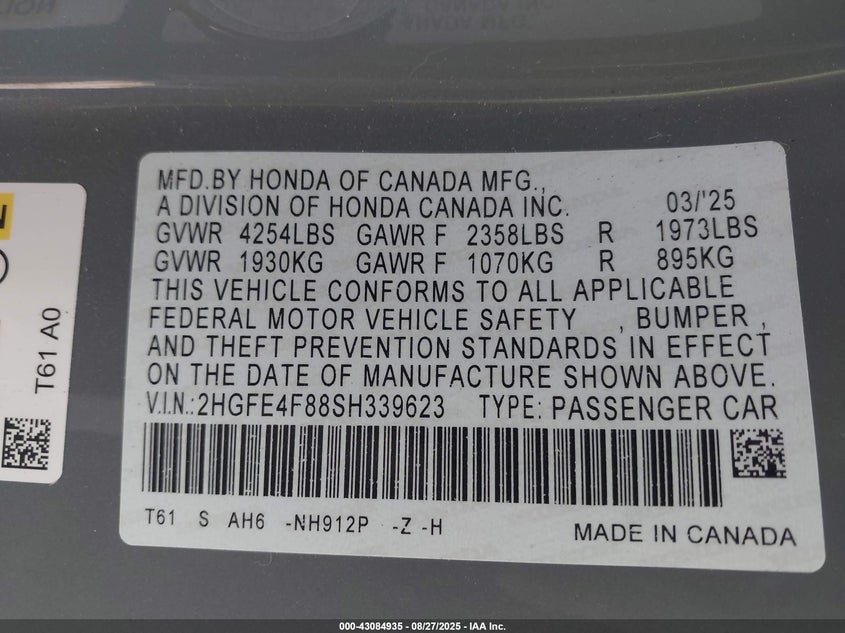 MFD.BY HONDA OF CANADA MFG.,
A DIVISION OF HONDA CANADA INC. 03/'25
GVWR 4254LBS GAWR F 2358LBS R 1973LBS
GVWR 1930KG GAWR F 1070KG R 895KG
THIS VEHICLE CONFORMS TO ALL APPLICABLE
FEDERAL MOTOR VEHICLE SAFETY , BUMPER ,
AND THEFT PREVENTION STANDARDS IN EFFECT
ON THE DATE OF MANUFACTURE SHOWN ABOVE.
V.I.N.:2HGFE4F88SH339623 TYPE: PASSENGER CAR
T61 S AH6 -NH912P -Z -H
MADE IN CANADA
T61 A0
000-43084935 - 08/27/2025 - IAA Inc.